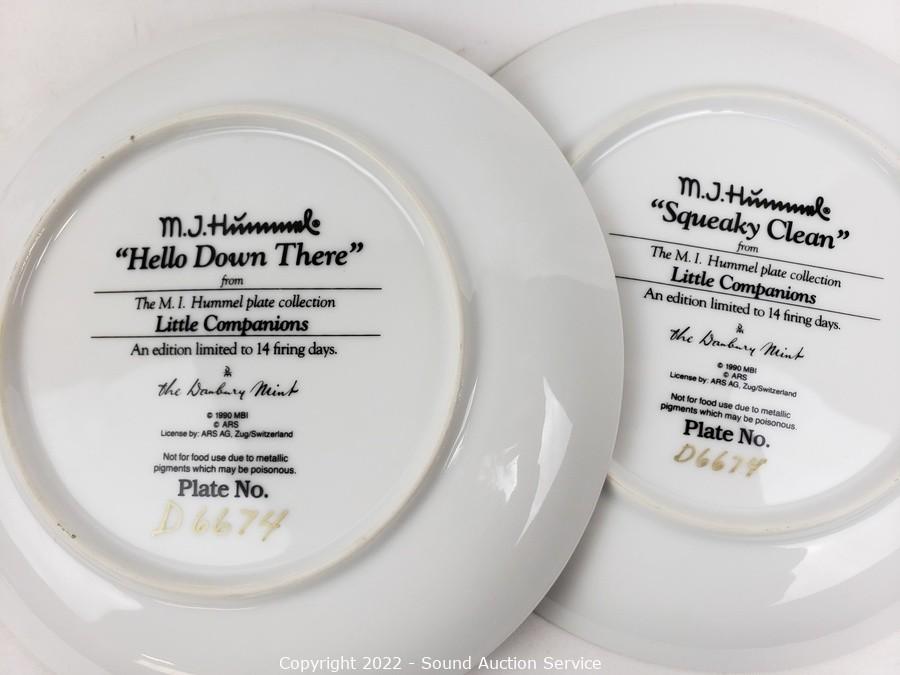 M.J.Hummel®
“Hello Down There”
from
The M. I. Hummel plate collection
Little Companions
An edition limited to 14 firing days.
the Danbury Mint
© 1990 MBI
© ARS
License by: ARS AG, Zug/Switzerland
Not for food use due to metallic
pigments which may be poisonous.
Plate No.
D6674
M.J.Hummel®
“Squeaky Clean”
from
The M. I. Hummel plate collection
Little Companions
An edition limited to 14 firing days.
the Danbury Mint
© 1990 MBI
© ARS
License by: ARS AG, Zug/Switzerland
Not for food use due to metallic
pigments which may be poisonous.
Plate No.
D6674
Copyright 2022 - Sound Auction Service